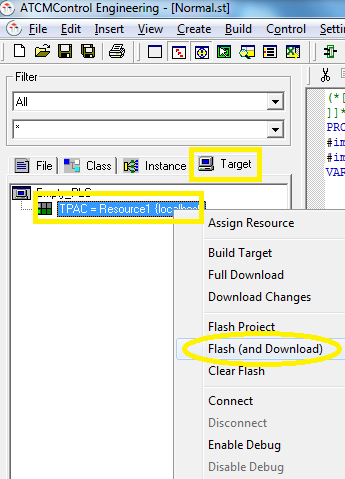 ATCMControl Engineering - [Normal.st]
File Edit Insert View Create Build Control
Filter
All
*
File Class Instance Target
Empty_PLC
TPAC = Resource1 {localhos
Assign Resource
Build Target
Full Download
Download Changes
Flash Project
Flash (and Download)
Clear Flash
Connect
Disconnect
Enable Debug
Disable Debug
(*[
]]*
PRO
#im
#im
VAR